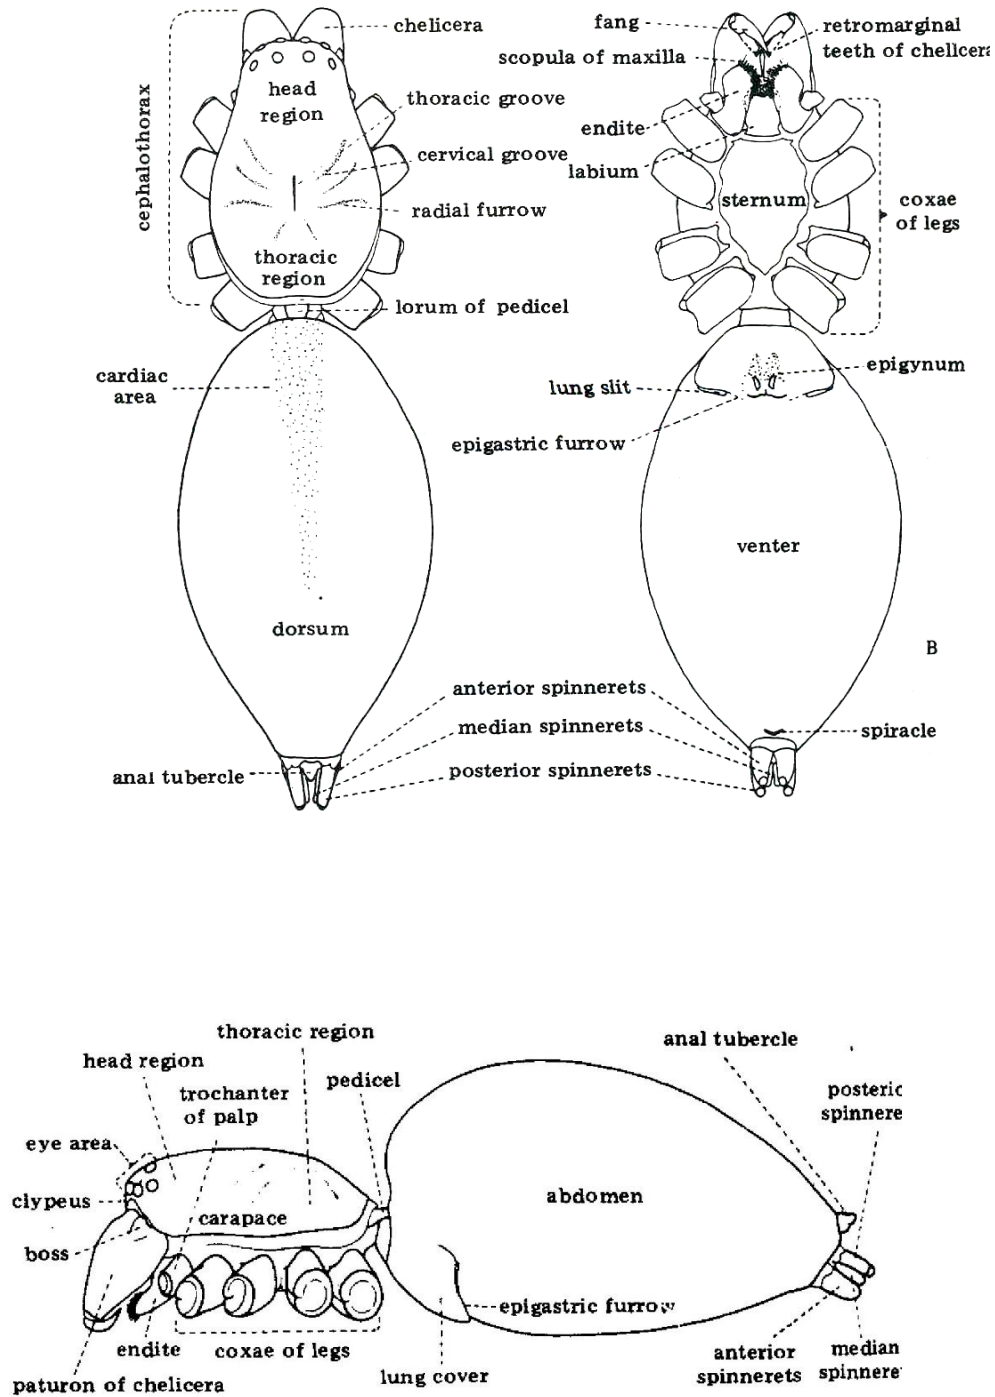 cephalothorax
chelicera
head
region
thoracic groove
cervical groove
radial furrow
thoracic
region
lorum of pedicel
cardiac
area
dorsum
anal tubercle
fang
retromarginal
teeth of chelicera
scopula of maxilla
endite
labium
sternum
coxae
of legs
epigynum
lung slit
epigastric furrow
venter
B
anterior spinnerets
median spinnerets
posterior spinnerets
spiracle
thoracic region
head region
trochanter
of palp
pedicel
eye area
clypeus
boss
carapace
endite
coxae of legs
paturon of chelicera
lung cover
epigastric furrow
abdomen
anal tubercle
posteric
spinnere
anterior
spinnerets
median
spinnere